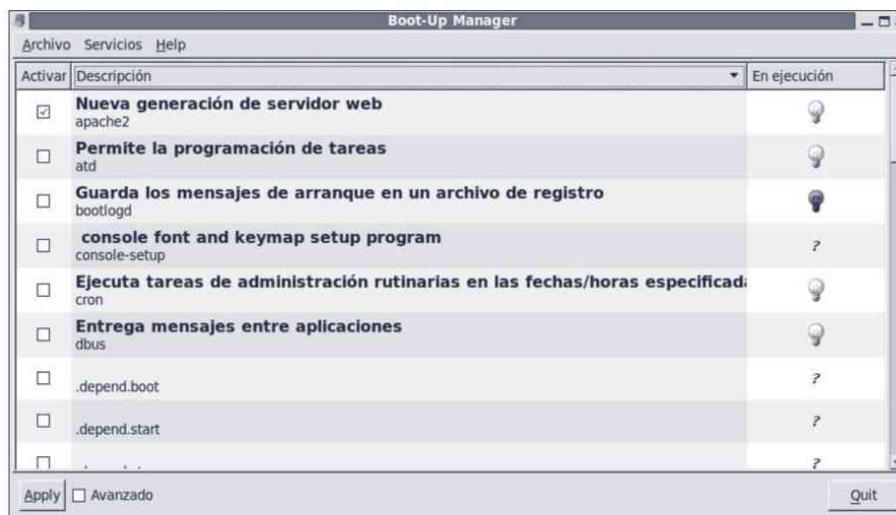 Boot-Up Manager
Archivo Servicios Help
Activar Descripción En ejecución
Nueva generación de servidor web
apache2
Permite la programación de tareas
atd
Guarda los mensajes de arranque en un archivo de registro
bootlogd
console font and keymap setup program
console-setup ?
Ejecuta tareas de administración rutinarias en las fechas/horas especificada
cron
Entrega mensajes entre aplicaciones
dbus
.depend.boot ?
.depend.start ?
?
Apply Avanzado Quit